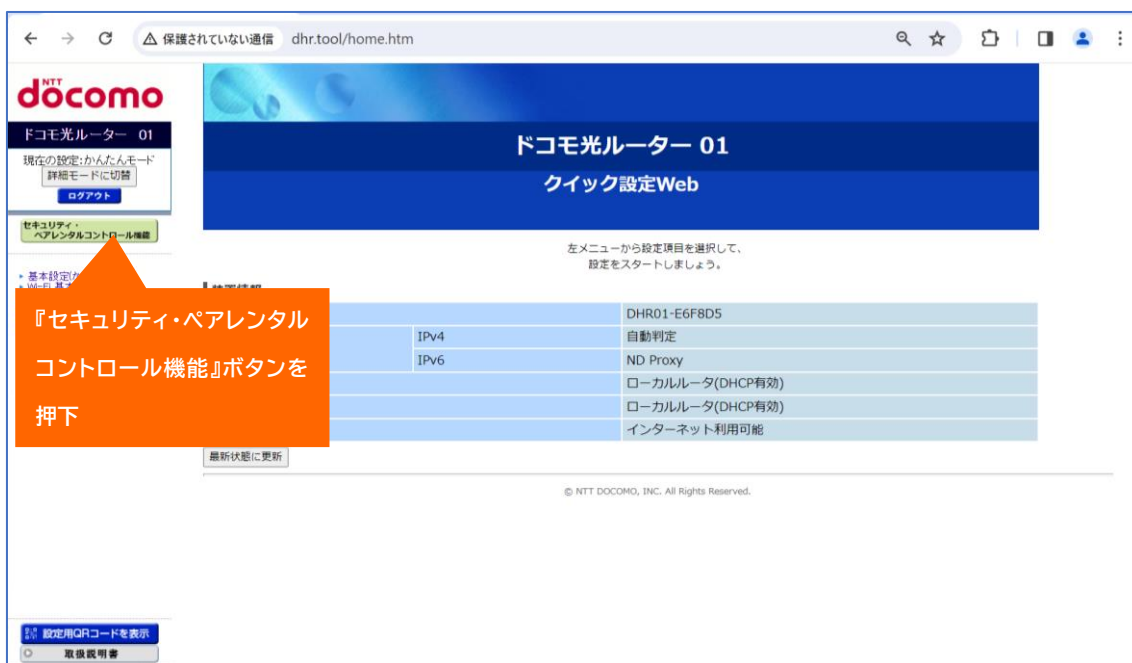 保護されていない通信 dhr.tool/home.htm
NTT
döcomo
ドコモ光ルーター 01
現在の設定:かんたんモード
詳細モードに切替
ログアウト
セキュリティ・
ペアレンタルコントロール機能
基本設定(か
『セキュリティ・ペアレンタル
コントロール機能』ボタンを
押下
ドコモ光ルーター 01
クイック設定Web
左メニューから設定項目を選択して、
設定をスタートしましょう。
DHR01-E6F8D5
IPv4 自動判定
IPv6 ND Proxy
ローカルルータ(DHCP有効)
ローカルルータ(DHCP有効)
インターネット利用可能
最新状態に更新
© NTT DOCOMO, INC. All Rights Reserved.
設定用QRコードを表示
取扱説明書